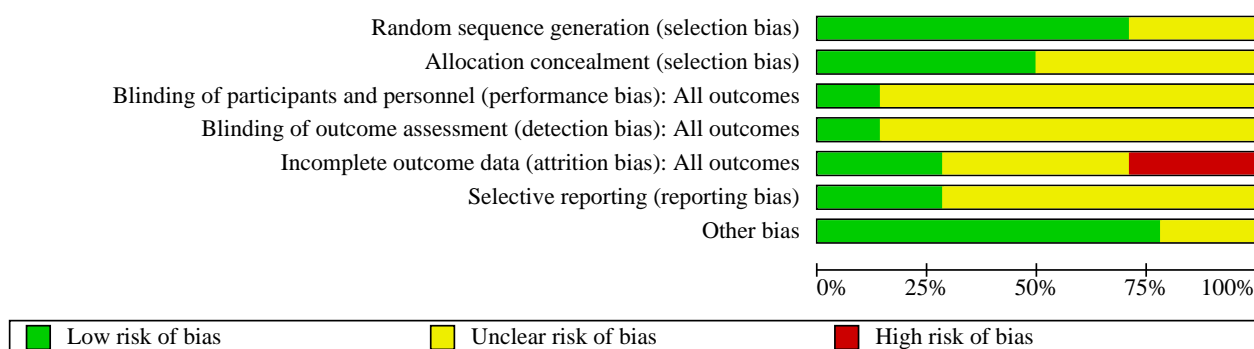 Random sequence generation (selection bias)
Allocation concealment (selection bias)
Blinding of participants and personnel (performance bias): All outcomes
Blinding of outcome assessment (detection bias): All outcomes
Incomplete outcome data (attrition bias): All outcomes
Selective reporting (reporting bias)
Other bias
0% 25% 50% 75% 100%
Low risk of bias Unclear risk of bias High risk of bias